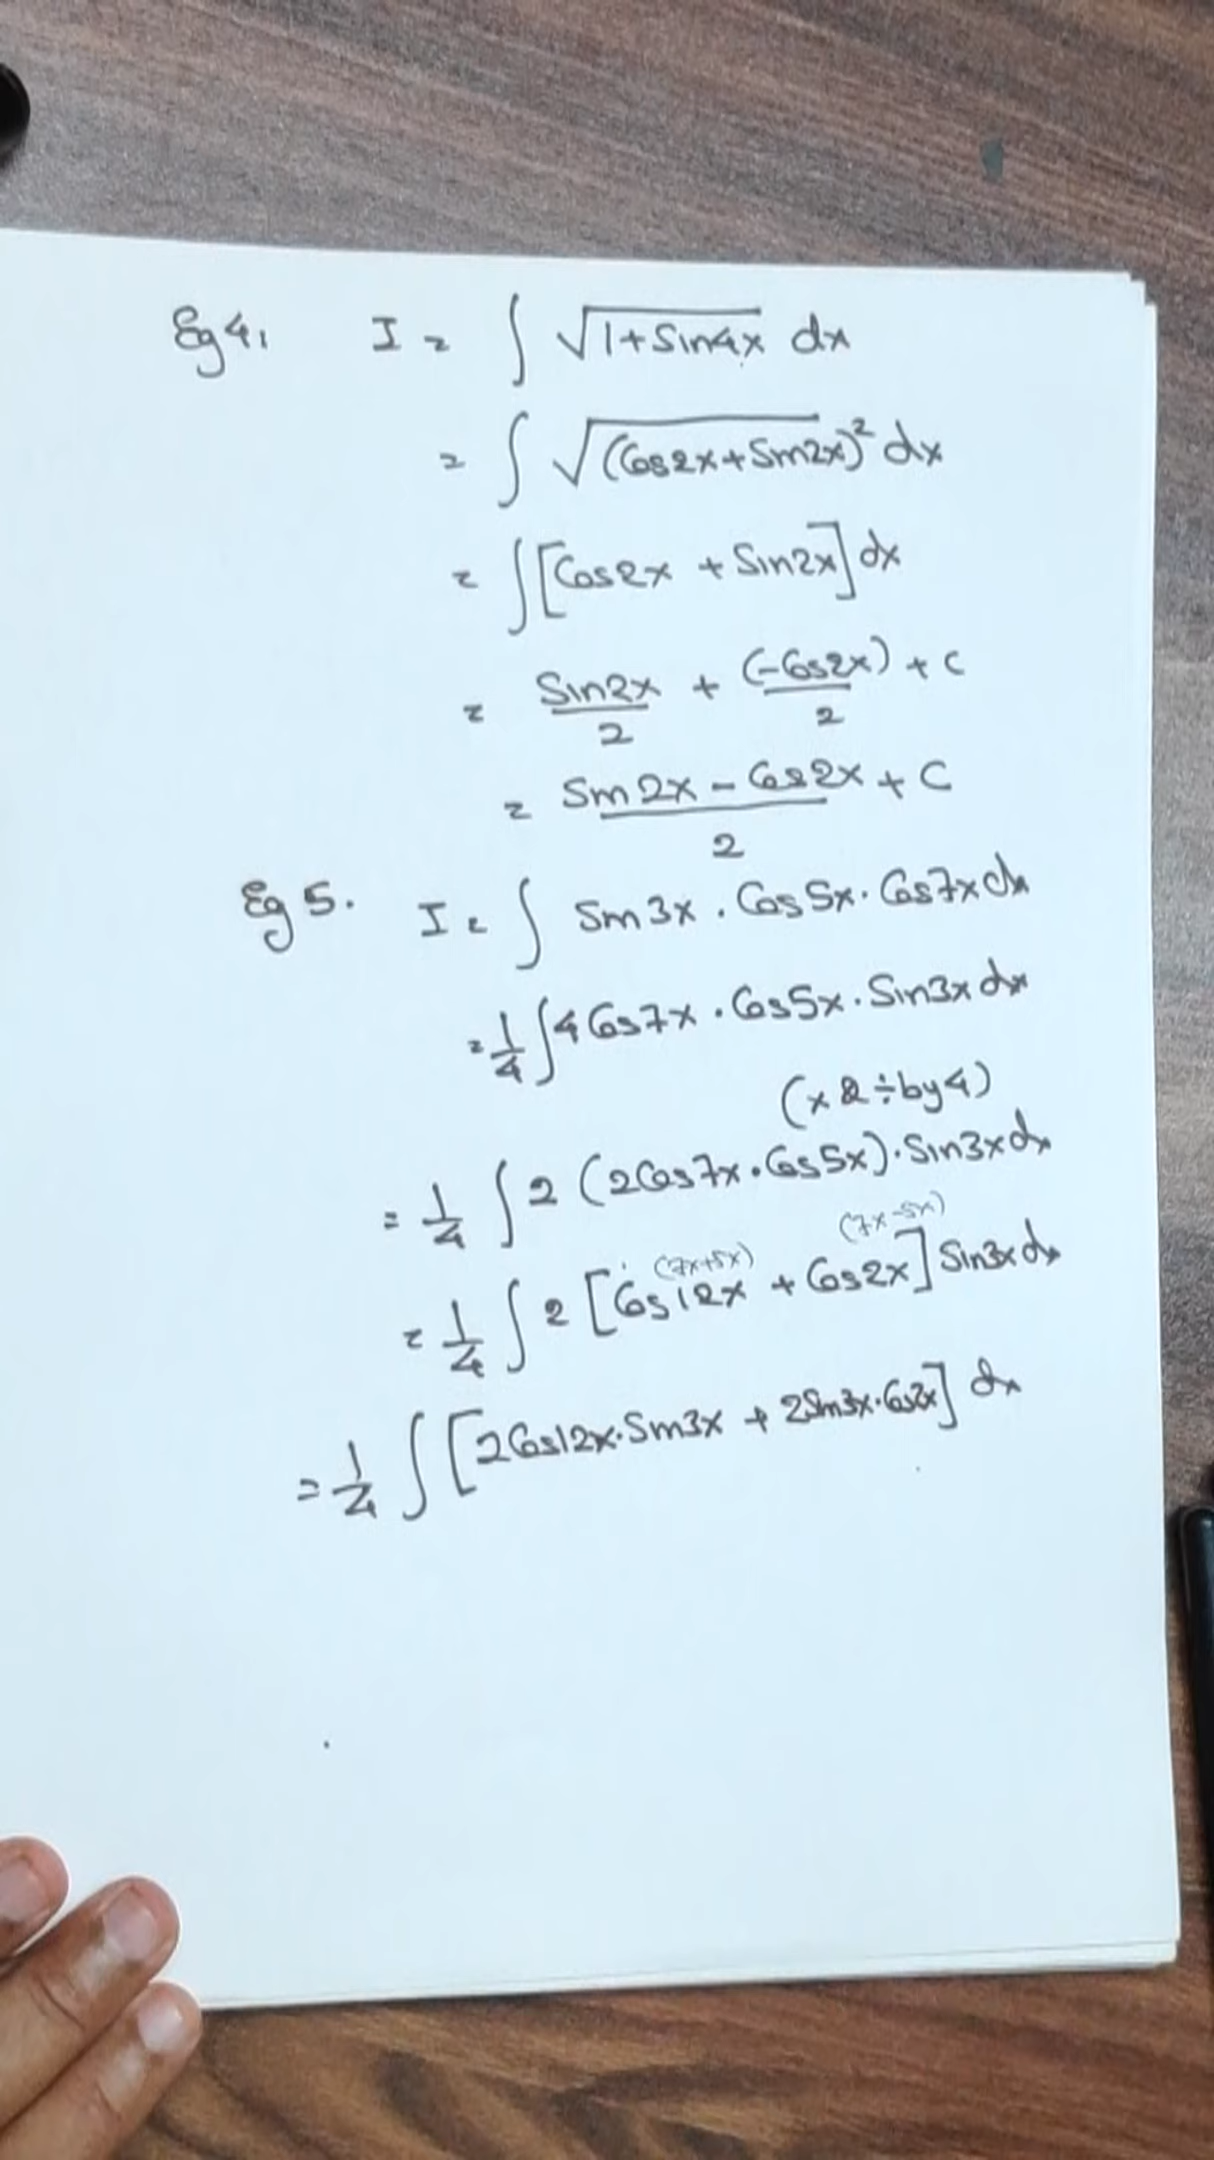 Eg 4, I = ∫ √(1+Sin4x) dx
= ∫ √(Cos2x+Sin2x)² dx
= ∫ [Cos2x + Sin2x] dx
= Sin2x/2 + (-Cos2x)/2 + C
= Sin2x - Cos2x/2 + C
Eg 5. I = ∫ Sin3x . Cos5x . Cos7x dx
= 1/4 ∫ 4 Cos7x . Cos5x . Sin3x dx
(x & ÷ by 4)
= 1/4 ∫ 2 (2Cos7x . Cos5x) . Sin3x dx
(7x+5x) (7x-5x)
= 1/4 ∫ 2 [Cos12x + Cos2x] Sin3x dx
= 1/4 ∫ [2Cos12x . Sin3x + 2Sin3x . Cos2x] dx